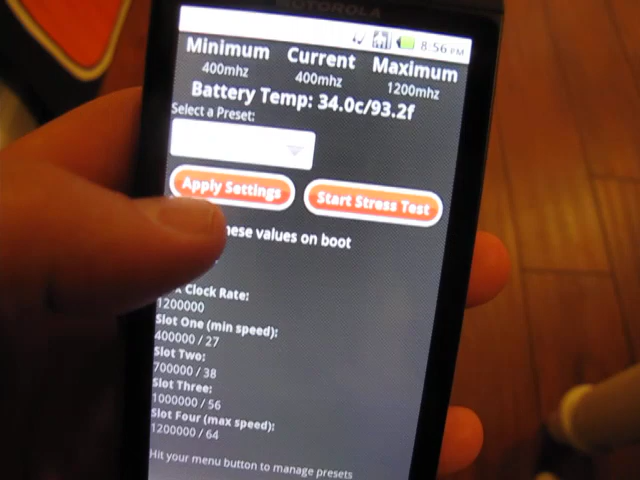 MOTOROLA
8:56 PM
Minimum Current Maximum
400mhz 400mhz 1200mhz
Battery Temp: 34.0c/93.2f
Select a Preset:
Apply Settings Start Stress Test
values on boot
Clock Rate:
1200000
Slot One (min speed):
400000 / 27
Slot Two:
700000 / 38
Slot Three:
1000000 / 56
Slot Four (max speed):
1200000 / 64
Hit your menu button to manage presets